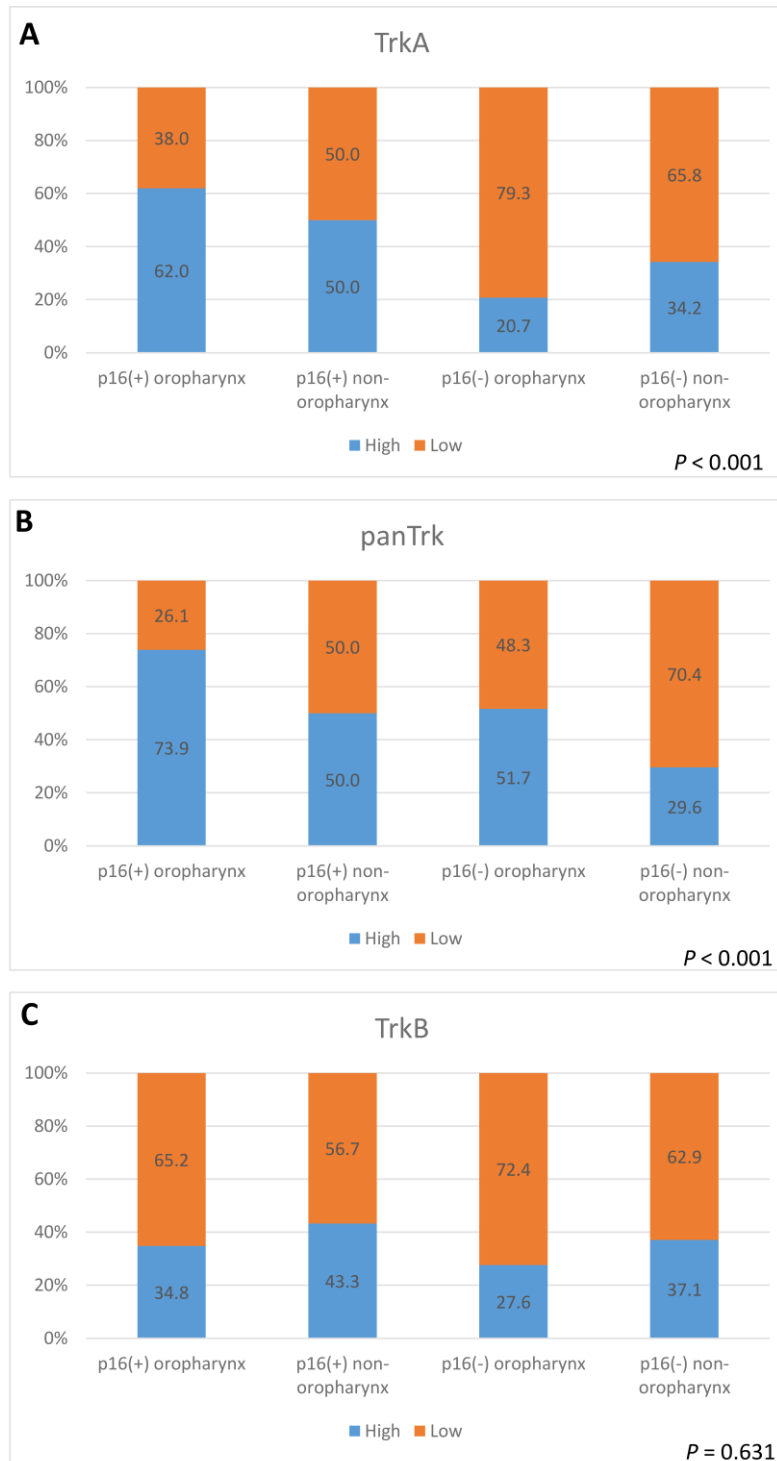 A
TrkA
100%
80%
60%
40%
20%
0%
38.0
50.0
79.3
65.8
62.0
50.0
20.7
34.2
p16(+) oropharynx
p16(+) non-
oropharynx
p16(-) oropharynx
p16(-) non-
oropharynx
High
Low
P < 0.001
B
panTrk
100%
80%
60%
40%
20%
0%
26.1
50.0
48.3
70.4
73.9
50.0
51.7
29.6
p16(+) oropharynx
p16(+) non-
oropharynx
p16(-) oropharynx
p16(-) non-
oropharynx
High
Low
P < 0.001
C
TrkB
100%
80%
60%
40%
20%
0%
65.2
56.7
72.4
62.9
34.8
43.3
27.6
37.1
p16(+) oropharynx
p16(+) non-
oropharynx
p16(-) oropharynx
p16(-) non-
oropharynx
High
Low
P = 0.631